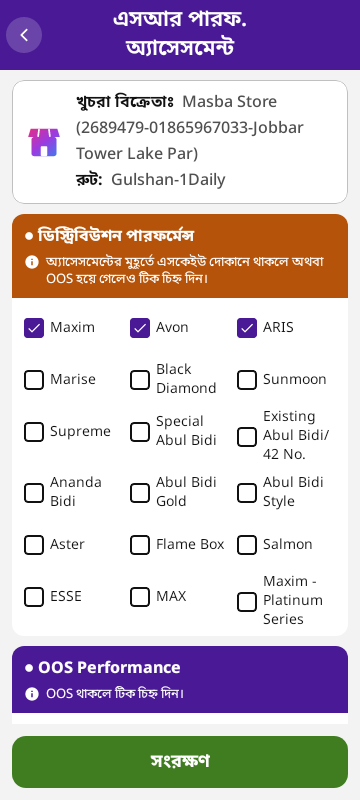 এসআর পারফ.
অ্যাসেসমেন্ট
খুচরা বিক্রেতাঃ Masba Store
(2689479-01865967033-Jobbar
Tower Lake Par)
রুট: Gulshan-1Daily
• ডিস্ট্রিবিউশন পারফর্মেন্স
অ্যাসেসমেন্টের মুহূর্তে এসকেইউ দোকানে থাকলে অথবা
OOS হয়ে গেলেও টিক চিহ্ন দিন।
Maxim Avon ARIS
Marise Black Diamond Sunmoon
Supreme Special Abul Bidi Existing Abul Bidi/ 42 No.
Ananda Bidi Abul Bidi Gold Abul Bidi Style
Aster Flame Box Salmon
ESSE MAX Maxim - Platinum Series
• OOS Performance
OOS থাকলে টিক চিহ্ন দিন।
সংরক্ষণ